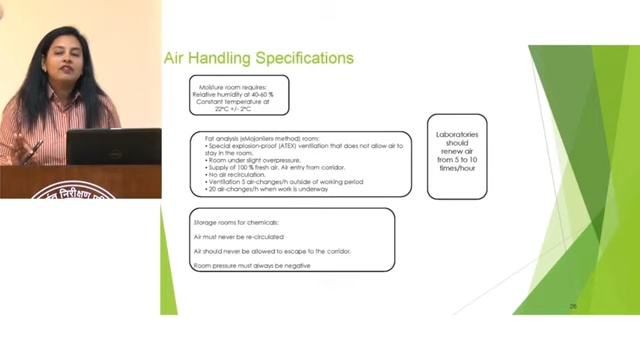 Air Handling Specifications
Moisture room requires:
Relative humidity at 40-60 %
Constant temperature at
22°C +/- 2°C
Fat analysis (eMojonliers method) room:
• Special explosion-proof (ATEX) ventilation that does not allow air to
stay in the room.
• Room under slight overpressure.
• Supply of 100 % fresh air. Air entry from corridor.
• No air recirculation.
• Ventilation 5 air-changes/h outside of working period
• 20 air-changes/h when work is underway
Laboratories
should
renew air
from 5 to 10
times/hour
Storage rooms for chemicals:
Air must never be re-circulated
Air should never be allowed to escape to the corridor.
Room pressure must always be negative
निरीक्षण
26